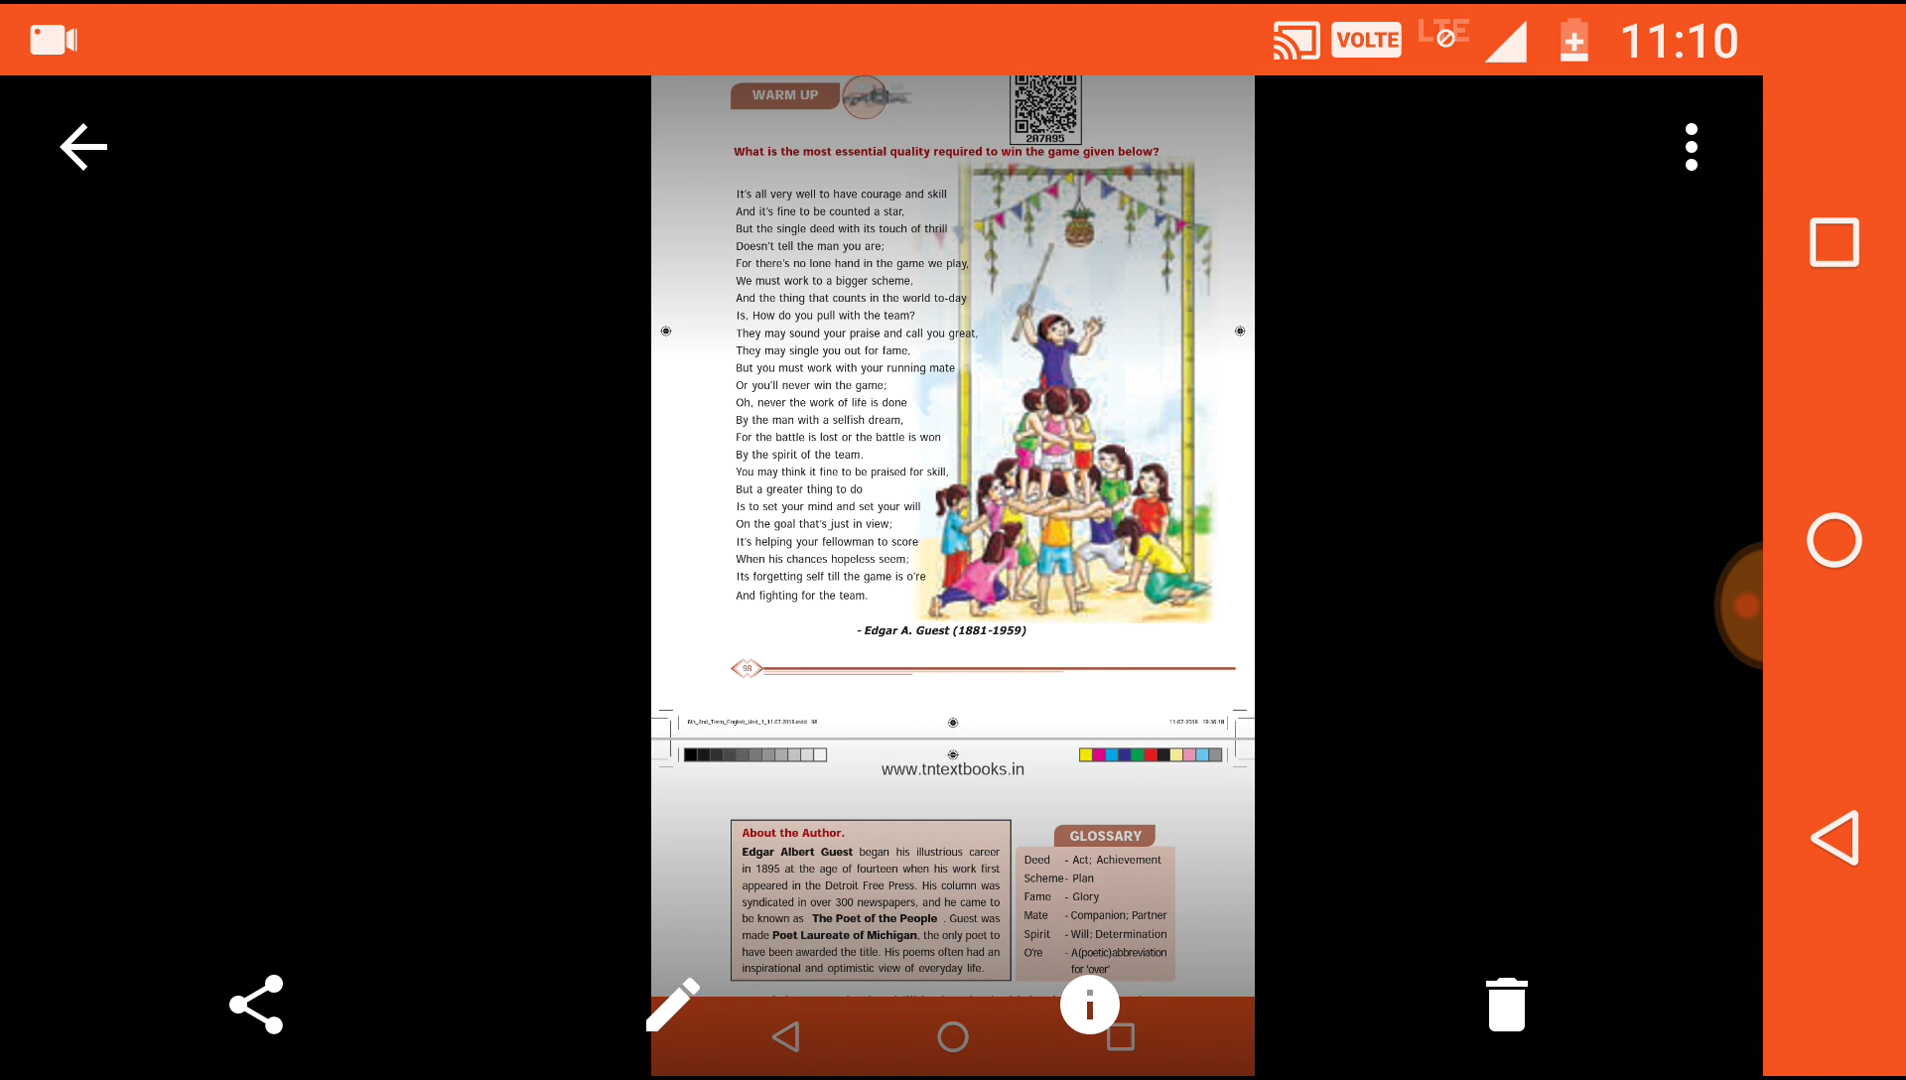 VOLTE LTE 11:10
WARM UP
2A7A95
What is the most essential quality required to win the game given below?
It's all very well to have courage and skill
And it's fine to be counted a star,
But the single deed with its touch of thrill
Doesn't tell the man you are;
For there's no lone hand in the game we play,
We must work to a bigger scheme,
And the thing that counts in the world to-day
Is, How do you pull with the team?
They may sound your praise and call you great,
They may single you out for fame,
But you must work with your running mate
Or you'll never win the game;
Oh, never the work of life is done
By the man with a selfish dream,
For the battle is lost or the battle is won
By the spirit of the team.
You may think it fine to be praised for skill,
But a greater thing to do
Is to set your mind and set your will
On the goal that's just in view;
It's helping your fellowman to score
When his chances hopeless seem;
Its forgetting self till the game is o're
And fighting for the team.
- Edgar A. Guest (1881-1959)
98
6th_2nd_Term_English_Unit_1_11.07.2018.indd 98
11-07-2018 19:36:18
www.tntextbooks.in
About the Author.
Edgar Albert Guest began his illustrious career
in 1895 at the age of fourteen when his work first
appeared in the Detroit Free Press. His column was
syndicated in over 300 newspapers, and he came to
be known as The Poet of the People . Guest was
made Poet Laureate of Michigan, the only poet to
have been awarded the title. His poems often had an
inspirational and optimistic view of everyday life.
GLOSSARY
Deed - Act; Achievement
Scheme - Plan
Fame - Glory
Mate - Companion; Partner
Spirit - Will; Determination
O're - A (poetic) abbreviation
for 'over'